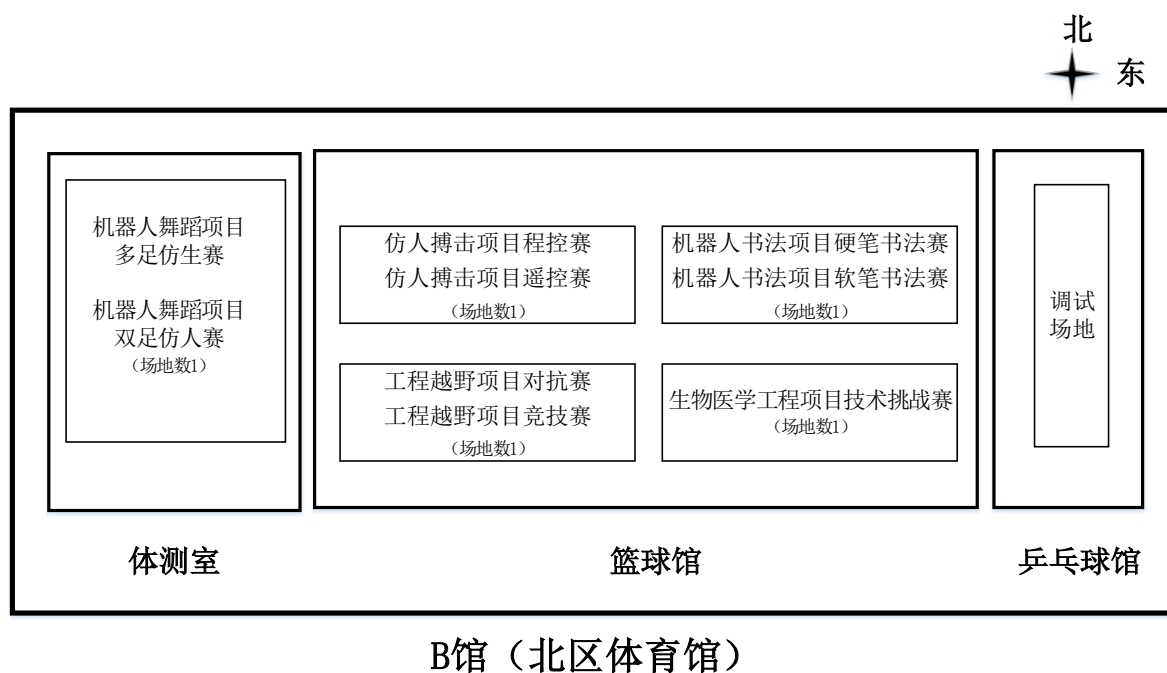 北
东
机器人舞蹈项目
多足仿生赛
机器人舞蹈项目
双足仿人赛
（场地数1）
仿人搏击项目程控赛
仿人搏击项目遥控赛
（场地数1）
机器人书法项目硬笔书法赛
机器人书法项目软笔书法赛
（场地数1）
工程越野项目对抗赛
工程越野项目竞技赛
（场地数1）
生物医学工程项目技术挑战赛
（场地数1）
调试
场地
体测室
篮球馆
乒乓球馆
B馆（北区体育馆）